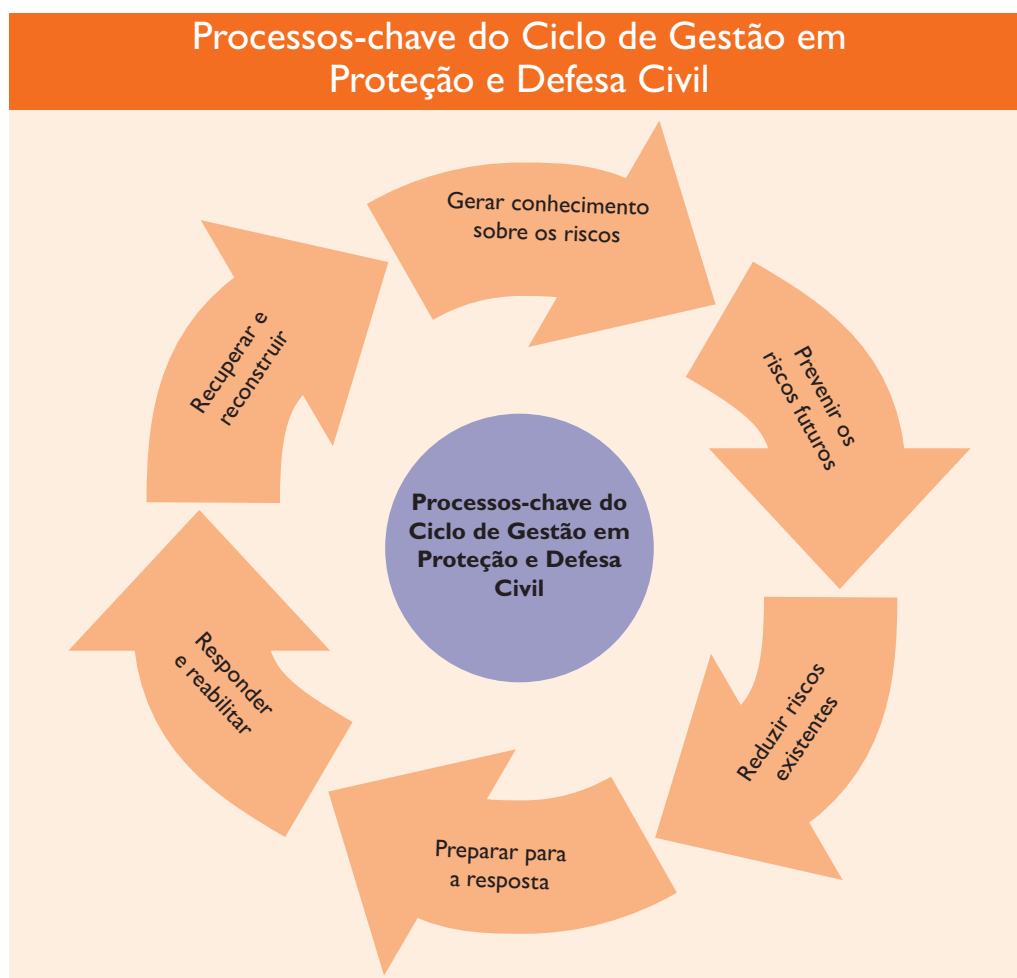 Processos-chave do Ciclo de Gestão em
Proteção e Defesa Civil
Gerar conhecimento
sobre os riscos
Prevenir os
riscos futuros
Reduzir riscos
existentes
Preparar para
a resposta
Responder
e reabilitar
Recuperar e
reconstruir
Processos-chave do
Ciclo de Gestão em
Proteção e Defesa
Civil